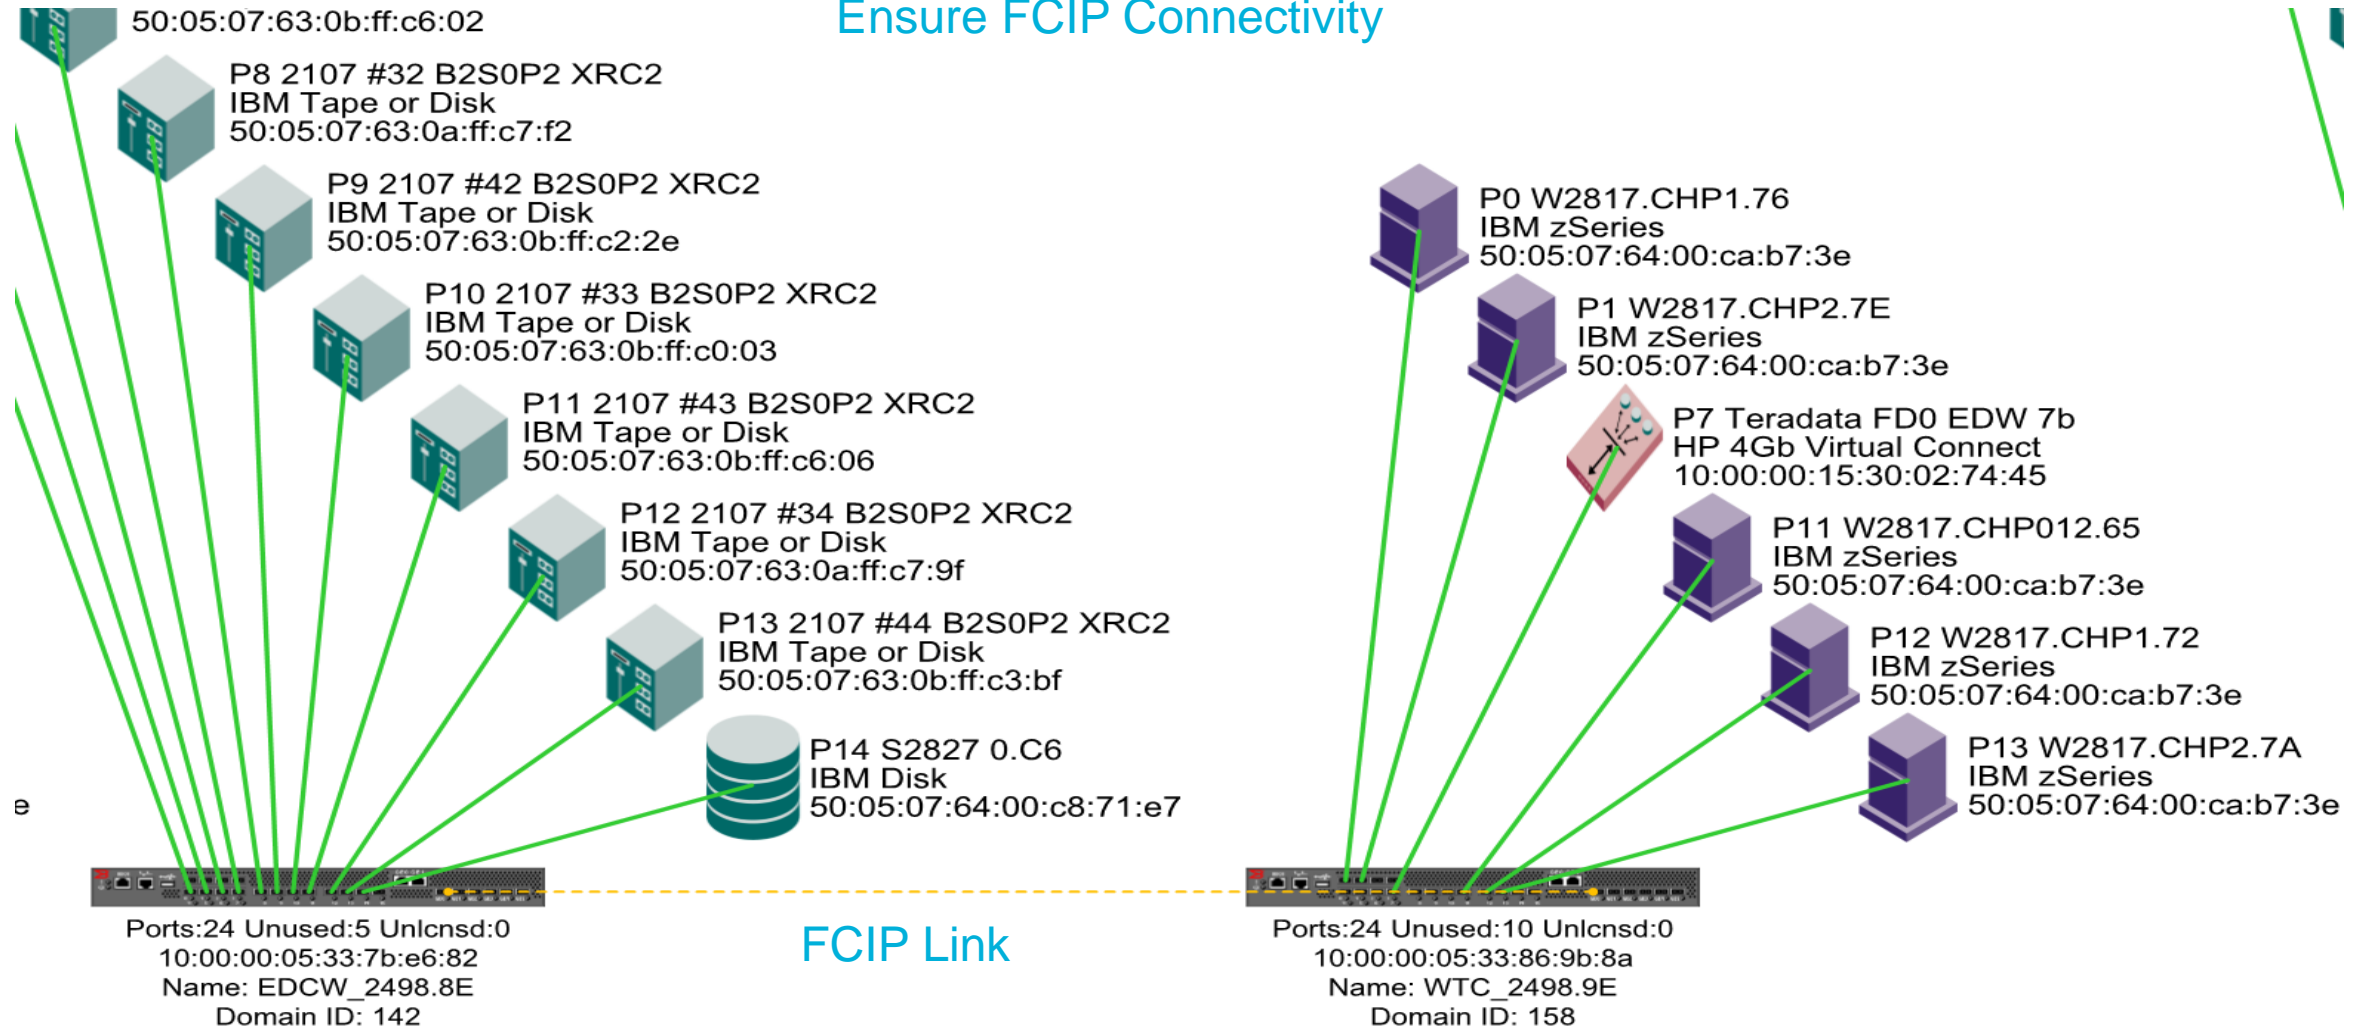 Ensure FCIP Connectivity
50:05:07:63:0b:ff:c6:02
P8 2107 #32 B2S0P2 XRC2
IBM Tape or Disk
50:05:07:63:0a:ff:c7:f2
P9 2107 #42 B2S0P2 XRC2
IBM Tape or Disk
50:05:07:63:0b:ff:c2:2e
P10 2107 #33 B2S0P2 XRC2
IBM Tape or Disk
50:05:07:63:0b:ff:c0:03
P11 2107 #43 B2S0P2 XRC2
IBM Tape or Disk
50:05:07:63:0b:ff:c6:06
P12 2107 #34 B2S0P2 XRC2
IBM Tape or Disk
50:05:07:63:0a:ff:c7:9f
P13 2107 #44 B2S0P2 XRC2
IBM Tape or Disk
50:05:07:63:0b:ff:c3:bf
P14 S2827 0.C6
IBM Disk
50:05:07:64:00:c8:71:e7
e
P0 W2817.CHP1.76
IBM zSeries
50:05:07:64:00:ca:b7:3e
P1 W2817.CHP2.7E
IBM zSeries
50:05:07:64:00:ca:b7:3e
P7 Teradata FD0 EDW 7b
HP 4Gb Virtual Connect
10:00:00:15:30:02:74:45
P11 W2817.CHP012.65
IBM zSeries
50:05:07:64:00:ca:b7:3e
P12 W2817.CHP1.72
IBM zSeries
50:05:07:64:00:ca:b7:3e
P13 W2817.CHP2.7A
IBM zSeries
50:05:07:64:00:ca:b7:3e
Ports:24 Unused:5 Unlcnsd:0
10:00:00:05:33:7b:e6:82
Name: EDCW_2498.8E
Domain ID: 142
FCIP Link
Ports:24 Unused:10 Unlcnsd:0
10:00:00:05:33:86:9b:8a
Name: WTC_2498.9E
Domain ID: 158